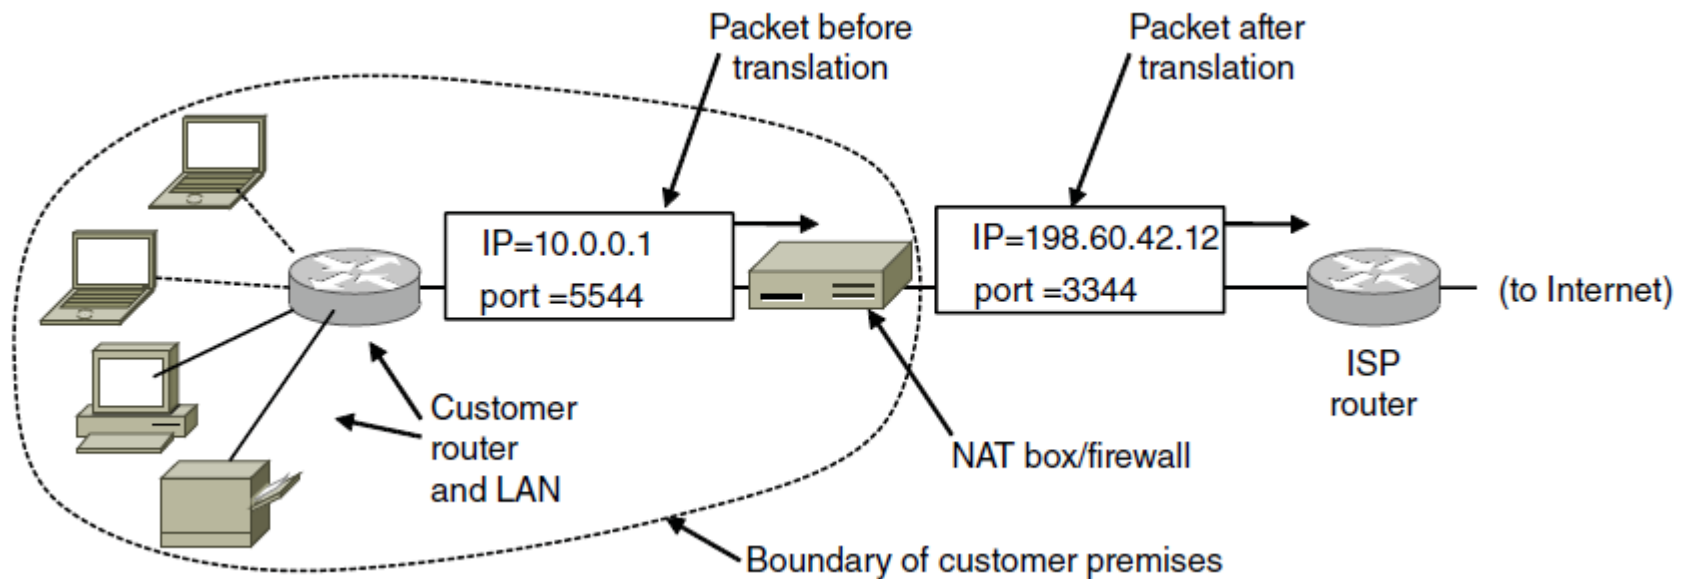 Packet before
translation
Packet after
translation
IP=10.0.0.1
port =5544
IP=198.60.42.12
port =3344
(to Internet)
ISP
router
Customer
router
and LAN
NAT box/firewall
Boundary of customer premises